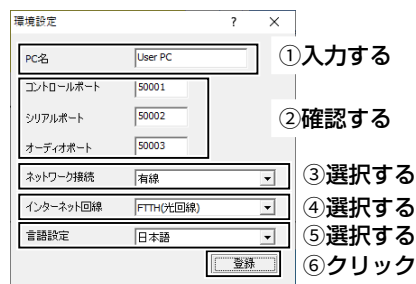 環境設定 ? ×
PC名 User PC ①入力する
コントロールポート 50001
シリアルポート 50002 ②確認する
オーディオポート 50003
ネットワーク接続 有線 ③選択する
インターネット回線 FTTH(光回線) ④選択する
言語設定 日本語 ⑤選択する
登録 ⑥クリック